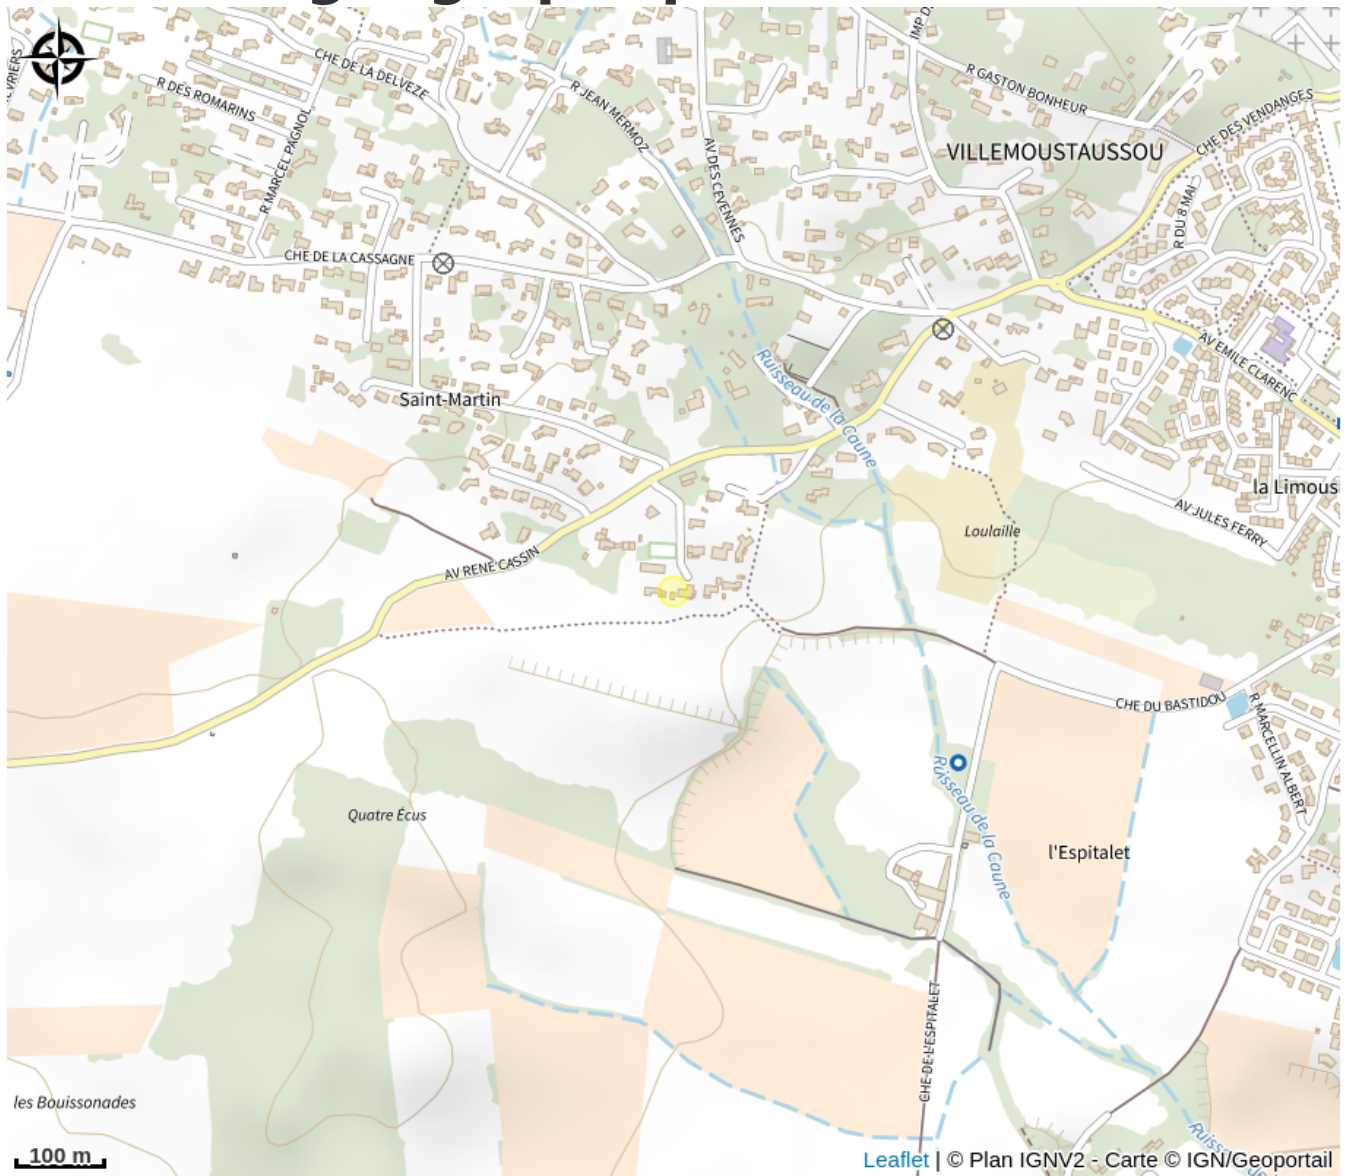 CHE DE LA DELVEZE
IMP D
R GASTON BONHEUR
R DES ROMARINS
R JEAN MERMOZ
CHE DES VENDANGES
R MARCEL PAGNOL
AV DES CEVENNES
VILLEMOUSTAUSSOU
R DU 8 MAI
CHE DE LA CASSAGNE
AV EMILE CLARENC
Ruisseau de la Caune
Saint-Martin
la Limous
AV JULES FERRY
Loulaille
AV RENE CASSIN
CHE DU BASTIDOU
R MARCELLIN ALBERT
Ruisseau de la Caune
Quatre Écus
l'Espitalet
CHE DE L'ESPITALET
les Bouissonades
100 m
Leaflet | © Plan IGNV2 - Carte © IGN/Geoportail